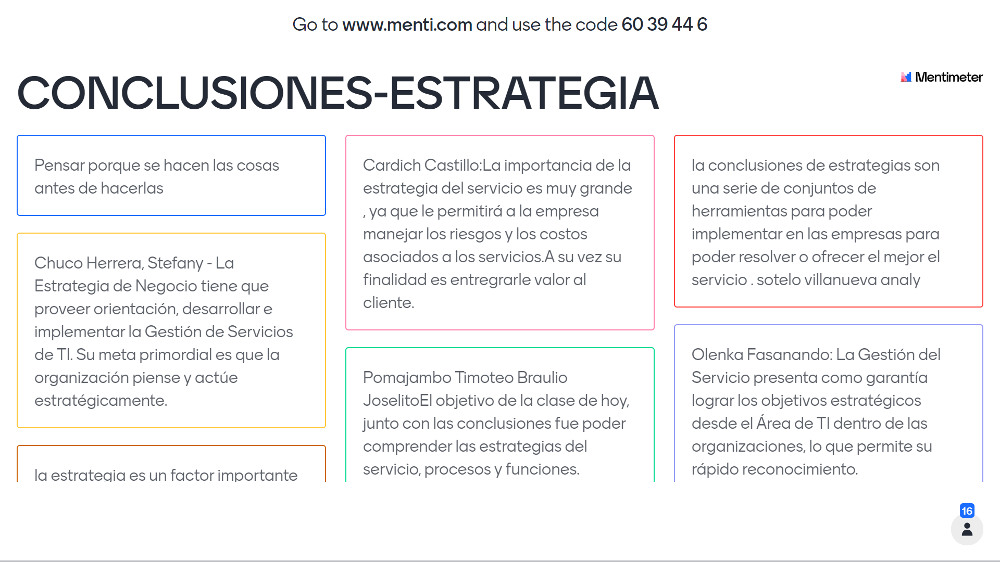 Go to www.menti.com and use the code 60 39 44 6
CONCLUSIONES-ESTRATEGIA
Mentimeter
Pensar porque se hacen las cosas
antes de hacerlas
Chuco Herrera, Stefany - La
Estrategia de Negocio tiene que
proveer orientación, desarrollar e
implementar la Gestión de Servicios
de TI. Su meta primordial es que la
organización piense y actúe
estratégicamente.
la estrategia es un factor importante
Cardich Castillo:La importancia de la
estrategia del servicio es muy grande
, ya que le permitirá a la empresa
manejar los riesgos y los costos
asociados a los servicios.A su vez su
finalidad es entregrarle valor al
cliente.
Pomajambo Timoteo Braulio
JoselitoEl objetivo de la clase de hoy,
junto con las conclusiones fue poder
comprender las estrategias del
servicio, procesos y funciones.
la conclusiones de estrategias son
una serie de conjuntos de
herramientas para poder
implementar en las empresas para
poder resolver o ofrecer el mejor el
servicio . sotelo villanueva analy
Olenka Fasanando: La Gestión del
Servicio presenta como garantía
lograr los objetivos estratégicos
desde el Área de TI dentro de las
organizaciones, lo que permite su
rápido reconocimiento.
16